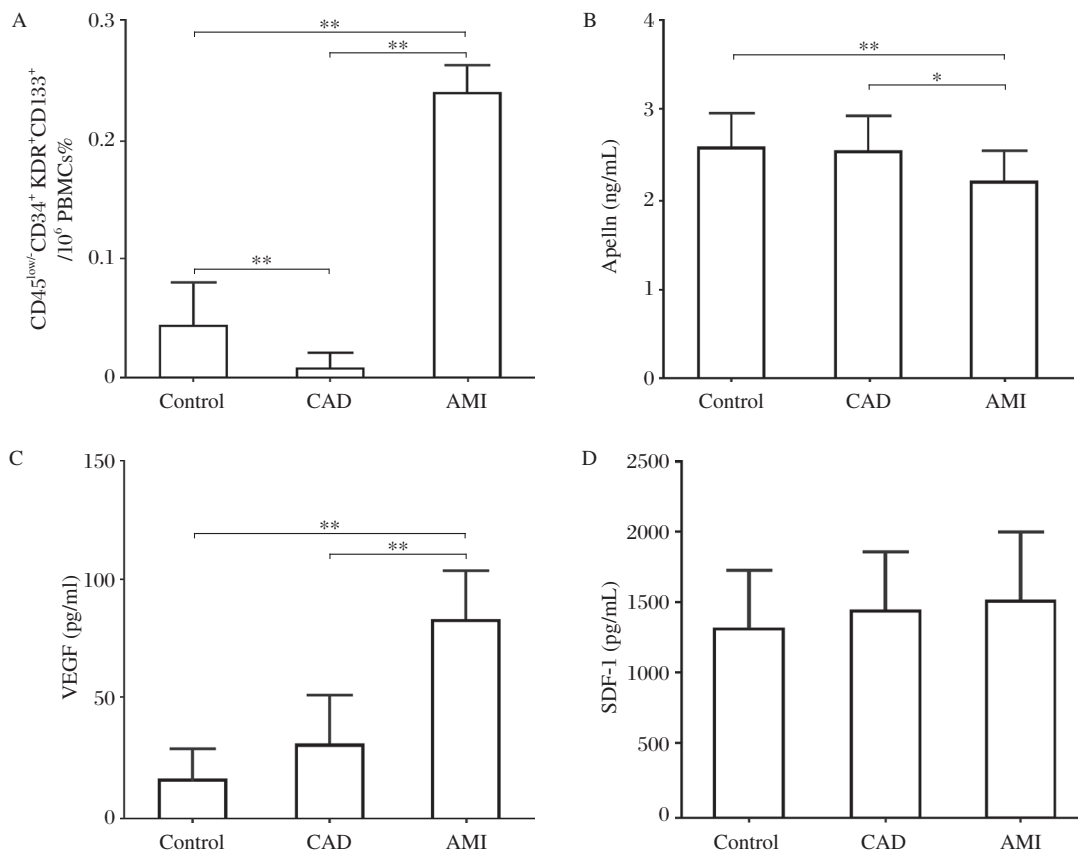 A
0.3
0.2
0.1
0
CD45low/-CD34+ KDR+CD133+
/106 PBMCs%
**
**
**
Control CAD AMI
B
4
3
2
1
0
Apelln (ng/mL)
**
*
Control CAD AMI
C
150
100
50
0
VEGF (pg/ml)
**
**
Control CAD AMI
D
2500
2000
1500
1000
500
0
SDF-1 (pg/mL)
Control CAD AMI